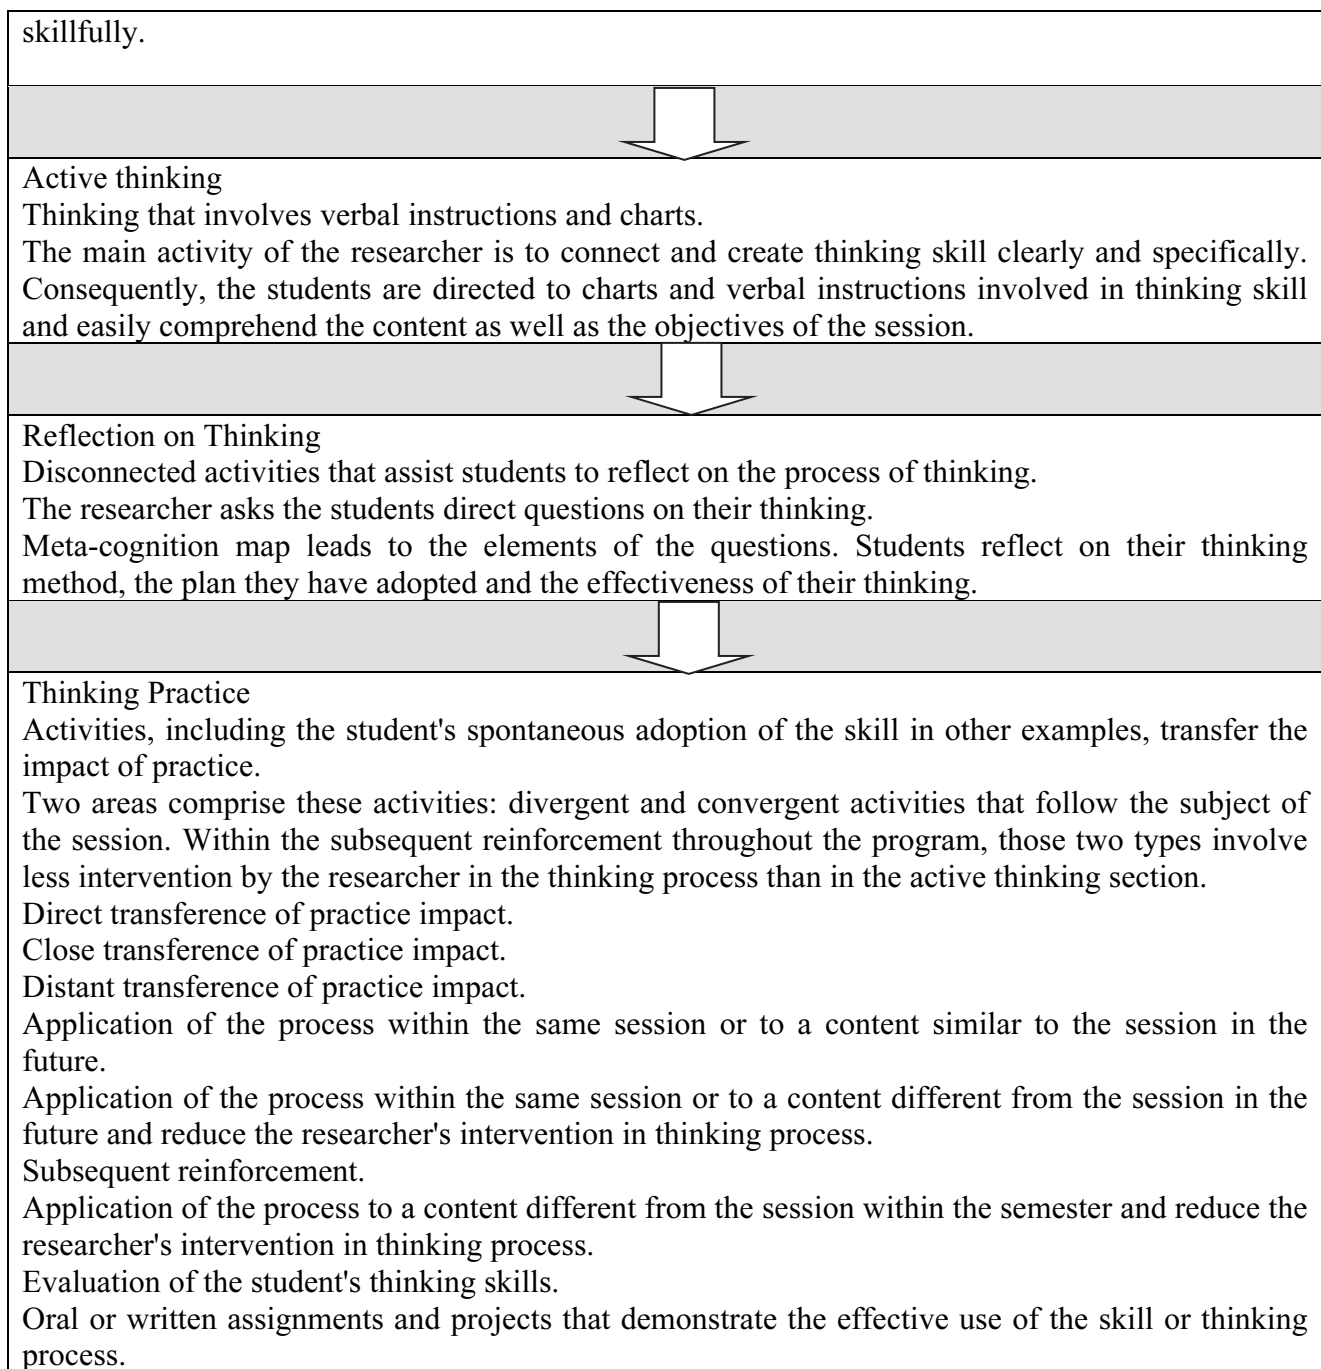 skillfully.
Active thinking
Thinking that involves verbal instructions and charts.
The main activity of the researcher is to connect and create thinking skill clearly and specifically.
Consequently, the students are directed to charts and verbal instructions involved in thinking skill
and easily comprehend the content as well as the objectives of the session.
Reflection on Thinking
Disconnected activities that assist students to reflect on the process of thinking.
The researcher asks the students direct questions on their thinking.
Meta-cognition map leads to the elements of the questions. Students reflect on their thinking
method, the plan they have adopted and the effectiveness of their thinking.
Thinking Practice
Activities, including the student's spontaneous adoption of the skill in other examples, transfer the
impact of practice.
Two areas comprise these activities: divergent and convergent activities that follow the subject of
the session. Within the subsequent reinforcement throughout the program, those two types involve
less intervention by the researcher in the thinking process than in the active thinking section.
Direct transference of practice impact.
Close transference of practice impact.
Distant transference of practice impact.
Application of the process within the same session or to a content similar to the session in the
future.
Application of the process within the same session or to a content different from the session in the
future and reduce the researcher's intervention in thinking process.
Subsequent reinforcement.
Application of the process to a content different from the session within the semester and reduce the
researcher's intervention in thinking process.
Evaluation of the student's thinking skills.
Oral or written assignments and projects that demonstrate the effective use of the skill or thinking
process.